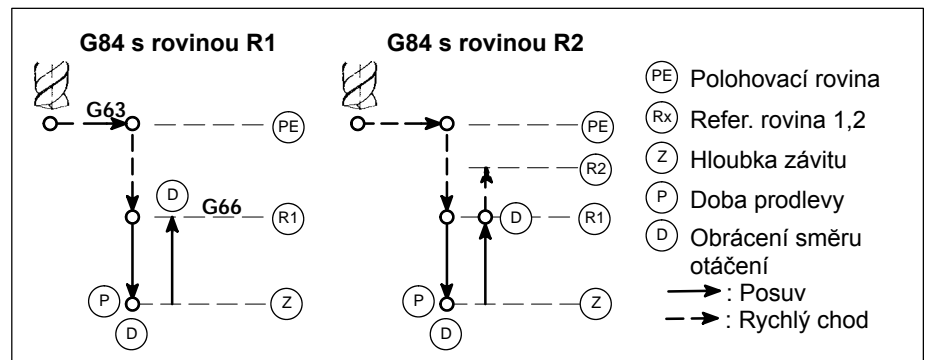 G84 s rovinou R1
G63
PE
D
G66
R1
P
Z
D
G84 s rovinou R2
PE
R2
D
R1
P
Z
D
PE Polohovací rovina
Rx Refer. rovina 1,2
Z Hloubka závitu
P Doba prodlevy
D Obrácení směru
otáčení
: Posuv
: Rychlý chod